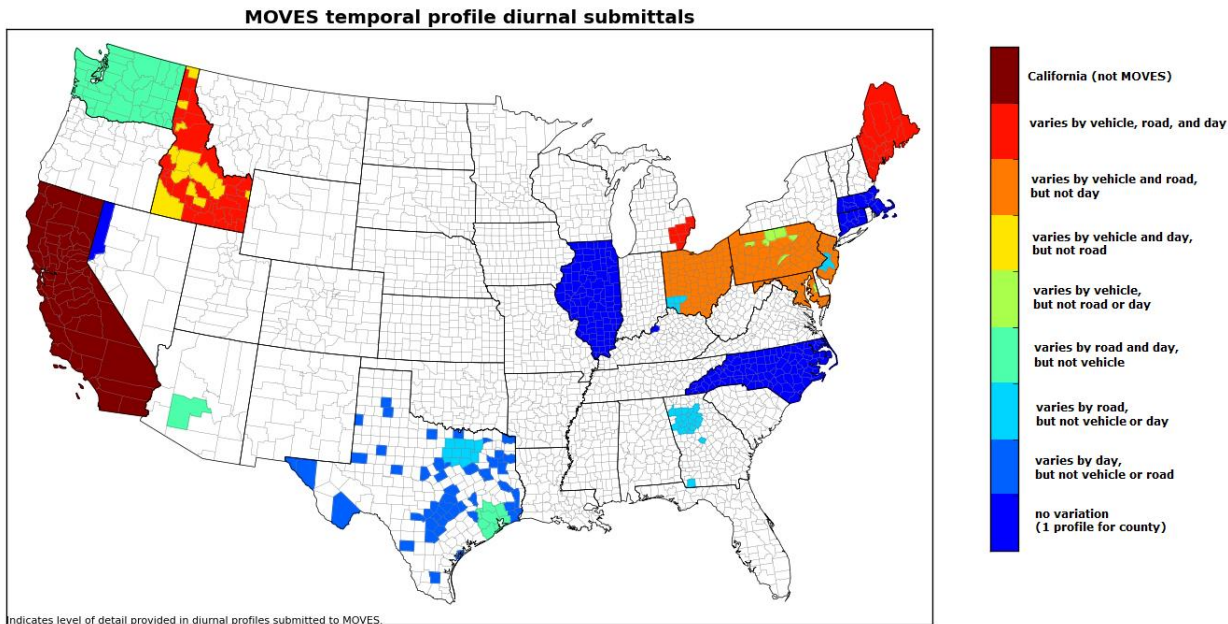 MOVES temporal profile diurnal submittals
California (not MOVES)
varies by vehicle, road, and day
varies by vehicle and road,
but not day
varies by vehicle and day,
but not road
varies by vehicle,
but not road or day
varies by road and day,
but not vehicle
varies by road,
but not vehicle or day
varies by day,
but not vehicle or road
no variation
(1 profile for county)
Indicates level of detail provided in diurnal profiles submitted to MOVES.